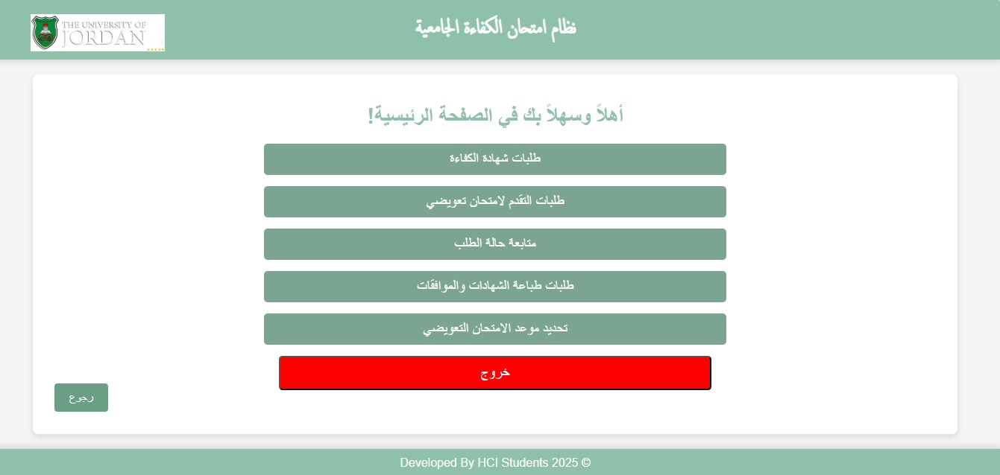 THE UNIVERSITY OF
JORDAN
نظام امتحان الكفاءة الجامعية
أهلاً وسهلاً بك في الصفحة الرئيسية!
طلبات شهادة الكفاءة
طلبات التقدم لامتحان تعويضي
متابعة حالة الطلب
طلبات طباعة الشهادات والموافقات
تحديد موعد الامتحان التعويضي
خروج
رجوع
Developed By HCI Students 2025 ©